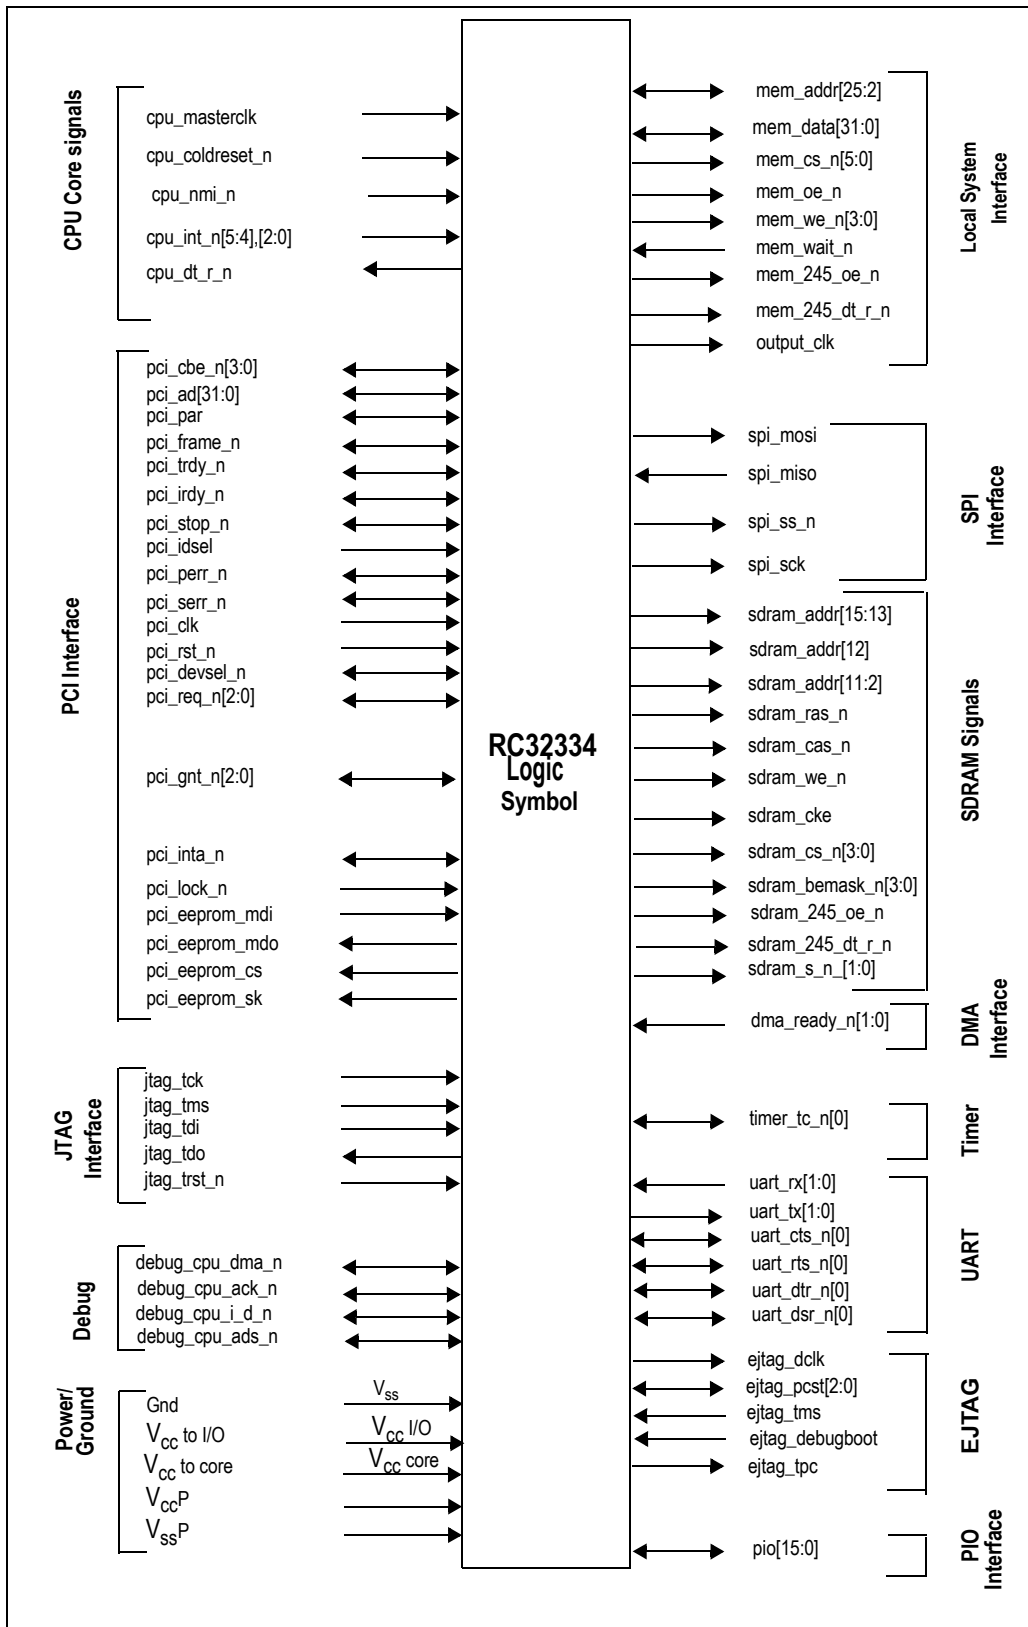 CPU Core signals
cpu_masterclk
cpu_coldreset_n
cpu_nmi_n
cpu_int_n[5:4],[2:0]
cpu_dt_r_n
PCI Interface
pci_cbe_n[3:0]
pci_ad[31:0]
pci_par
pci_frame_n
pci_trdy_n
pci_irdy_n
pci_stop_n
pci_idsel
pci_perr_n
pci_serr_n
pci_clk
pci_rst_n
pci_devsel_n
pci_req_n[2:0]
pci_gnt_n[2:0]
pci_inta_n
pci_lock_n
pci_eeprom_mdi
pci_eeprom_mdo
pci_eeprom_cs
pci_eeprom_sk
JTAG
Interface
jtag_tck
jtag_tms
jtag_tdi
jtag_tdo
jtag_trst_n
Debug
debug_cpu_dma_n
debug_cpu_ack_n
debug_cpu_i_d_n
debug_cpu_ads_n
Power/
Ground
Gnd
Vss
Vcc to I/O
Vcc I/O
Vcc to core
Vcc core
VccP
VssP
RC32334
Logic
Symbol
mem_addr[25:2]
mem_data[31:0]
mem_cs_n[5:0]
mem_oe_n
mem_we_n[3:0]
mem_wait_n
mem_245_oe_n
mem_245_dt_r_n
output_clk
Local System
Interface
spi_mosi
spi_miso
spi_ss_n
spi_sck
SPI
Interface
sdram_addr[15:13]
sdram_addr[12]
sdram_addr[11:2]
sdram_ras_n
sdram_cas_n
sdram_we_n
sdram_cke
sdram_cs_n[3:0]
sdram_bemask_n[3:0]
sdram_245_oe_n
sdram_245_dt_r_n
sdram_s_n_[1:0]
SDRAM Signals
dma_ready_n[1:0]
DMA
Interface
timer_tc_n[0]
Timer
uart_rx[1:0]
uart_tx[1:0]
uart_cts_n[0]
uart_rts_n[0]
uart_dtr_n[0]
uart_dsr_n[0]
UART
ejtag_dclk
ejtag_pcst[2:0]
ejtag_tms
ejtag_debugboot
ejtag_tpc
EJTAG
pio[15:0]
PIO
Interface